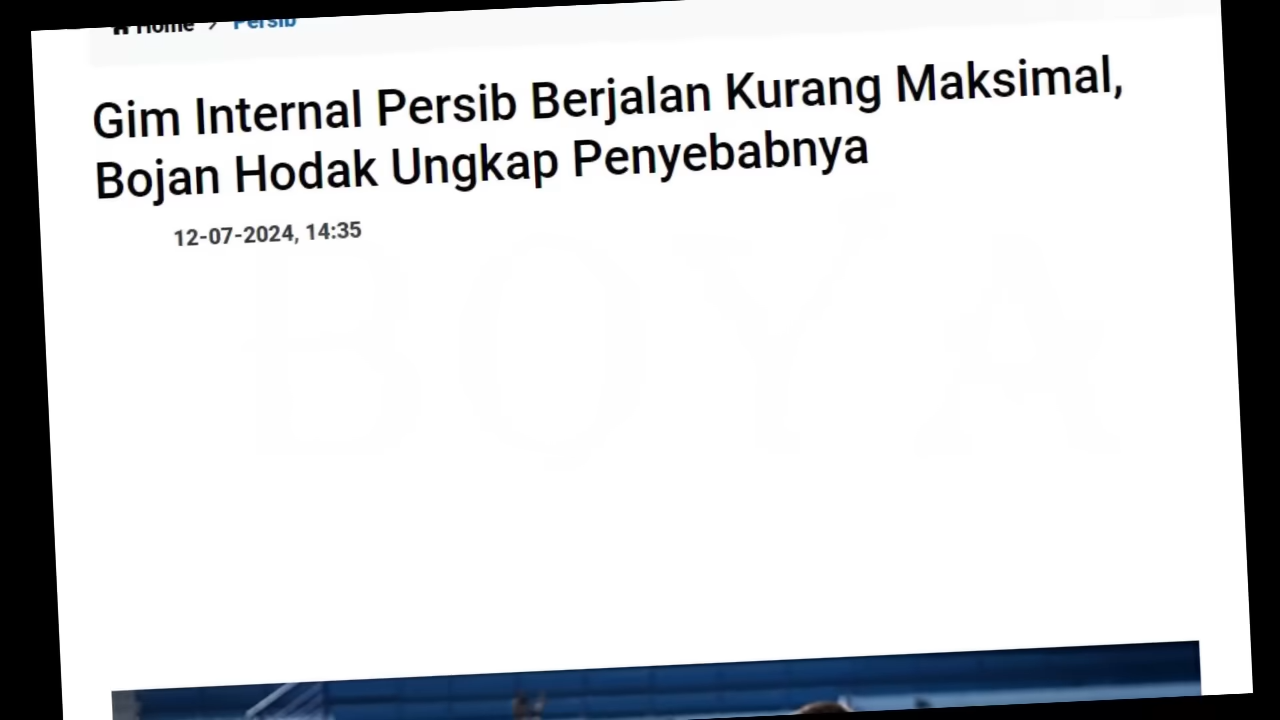 Home > Persib
Gim Internal Persib Berjalan Kurang Maksimal,
Bojan Hodak Ungkap Penyebabnya
12-07-2024, 14:35
BOYA